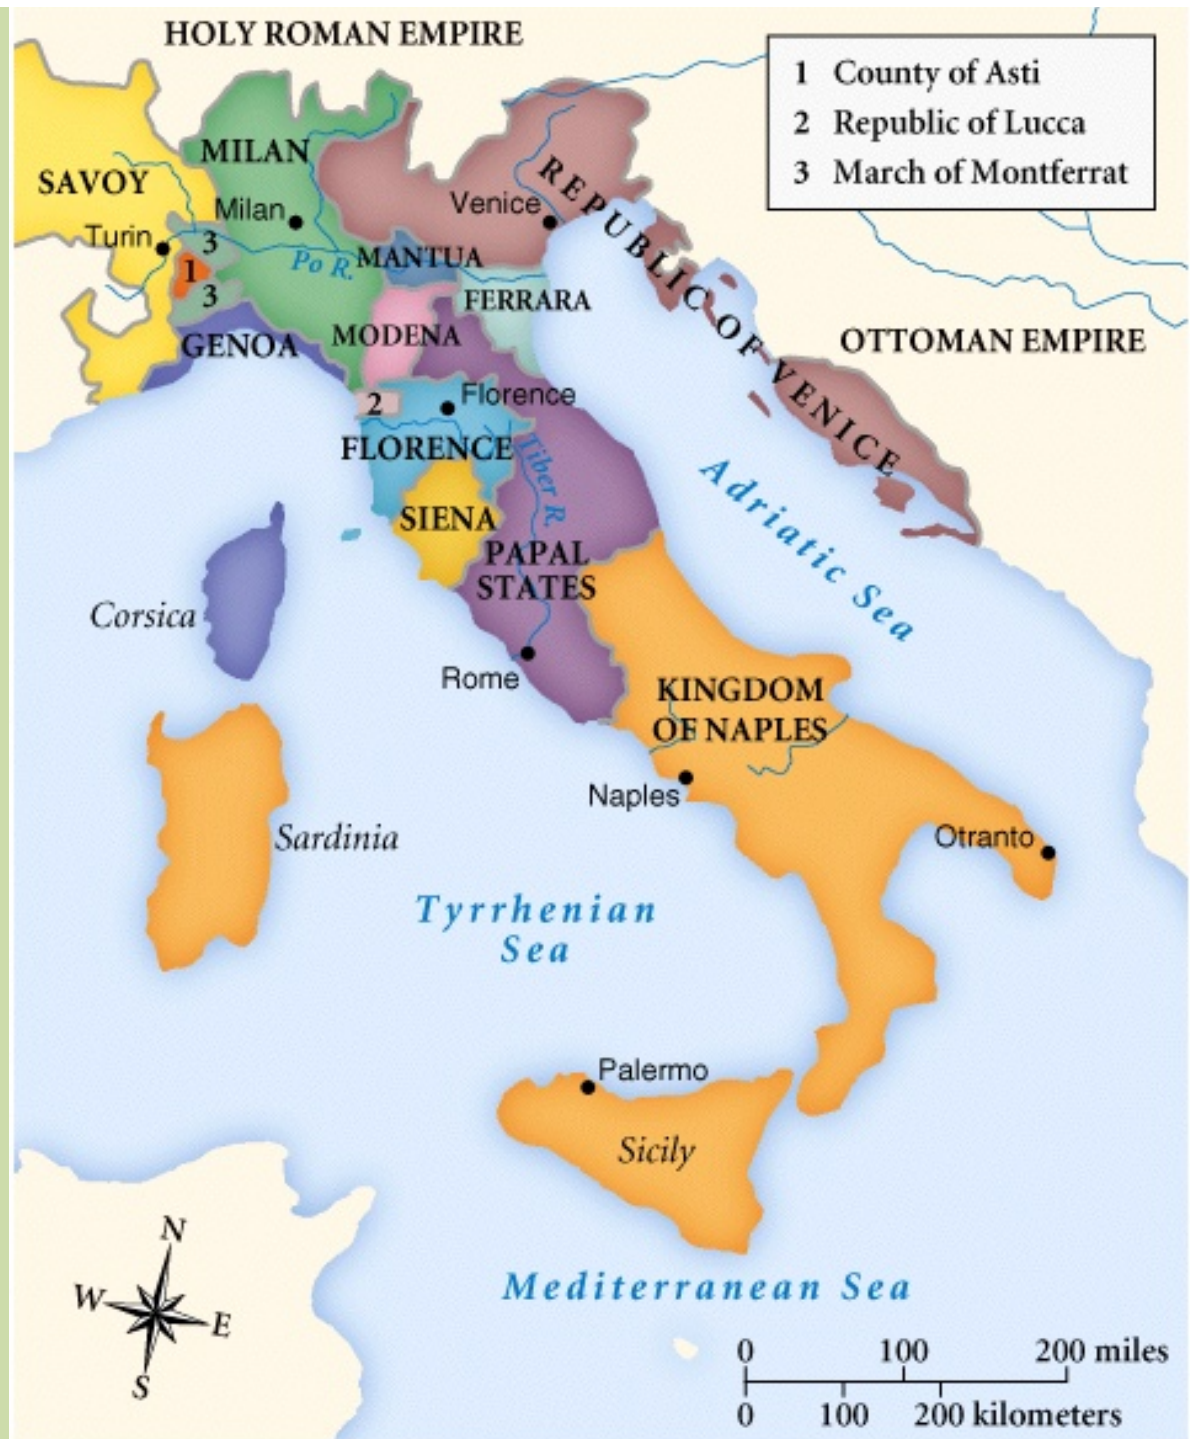 HOLY ROMAN EMPIRE
1 County of Asti
2 Republic of Lucca
3 March of Montferrat
MILAN
SAVOY
Milan
Venice
REPUBLIC OF VENICE
Turin
3
1
3
Po R.
MANTUA
FERRARA
MODENA
GENOA
OTTOMAN EMPIRE
2
Florence
FLORENCE
Tiber R.
Adriatic Sea
SIENA
PAPAL
STATES
Corsica
Rome
KINGDOM
OF NAPLES
Naples
Otranto
Sardinia
Tyrrhenian
Sea
Palermo
Sicily
N
W
E
S
Mediterranean Sea
0 100 200 miles
0 100 200 kilometers